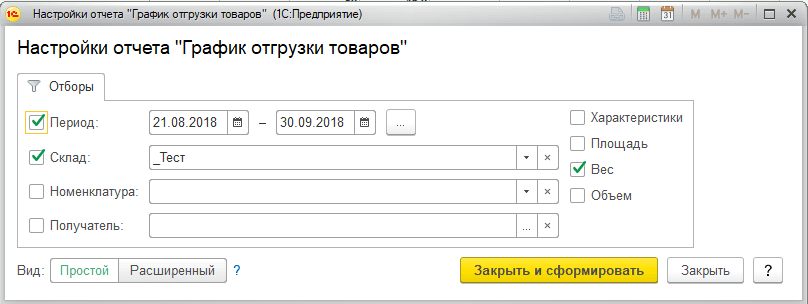 Настройки отчета "График отгрузки товаров" (1С:Предприятие)
M M+ M-
Настройки отчета "График отгрузки товаров"
Отборы
Период: 21.08.2018 – 30.09.2018 ...
Склад: _Тест
Номенклатура:
Получатель: ...
Характеристики
Площадь
Вес
Объем
Вид: Простой Расширенный ? Закрыть и сформировать Закрыть ?